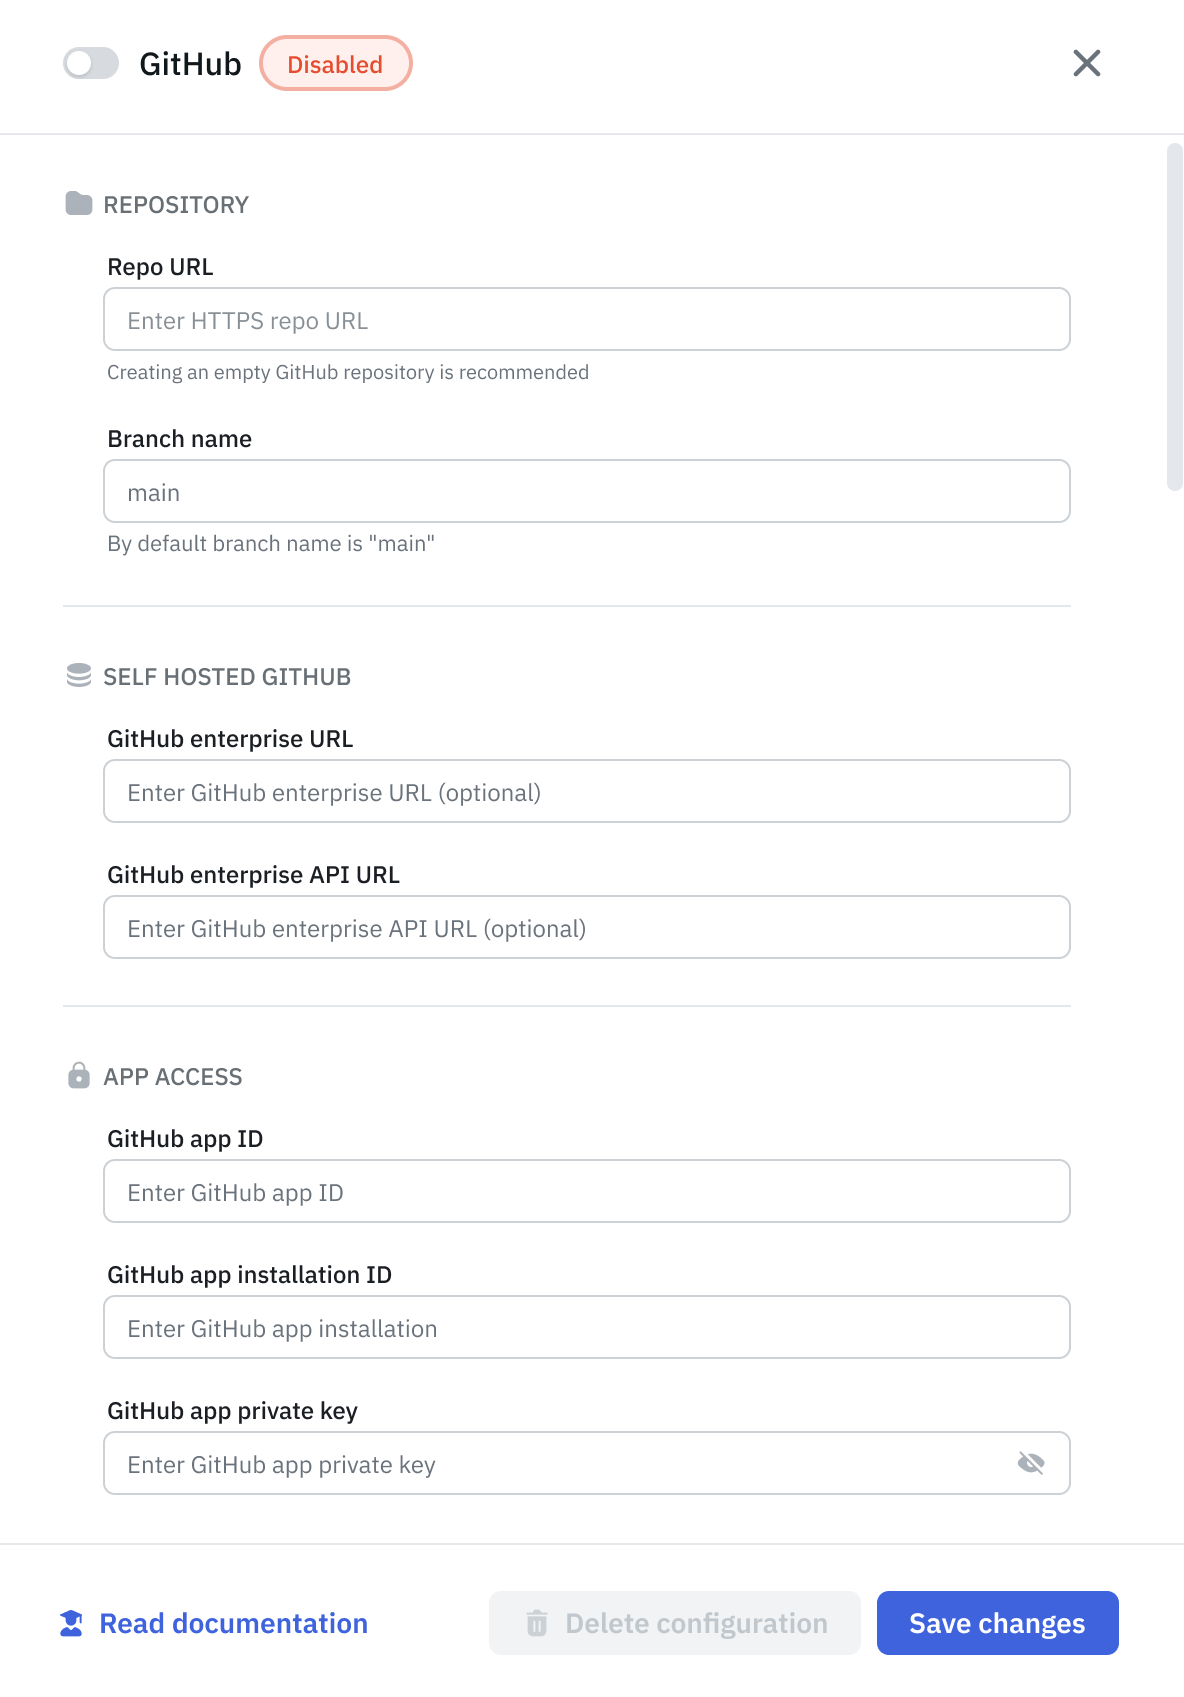 GitHub Disabled
REPOSITORY
Repo URL
Enter HTTPS repo URL
Creating an empty GitHub repository is recommended
Branch name
main
By default branch name is "main"
SELF HOSTED GITHUB
GitHub enterprise URL
Enter GitHub enterprise URL (optional)
GitHub enterprise API URL
Enter GitHub enterprise API URL (optional)
APP ACCESS
GitHub app ID
Enter GitHub app ID
GitHub app installation ID
Enter GitHub app installation
GitHub app private key
Enter GitHub app private key
Read documentation Delete configuration Save changes